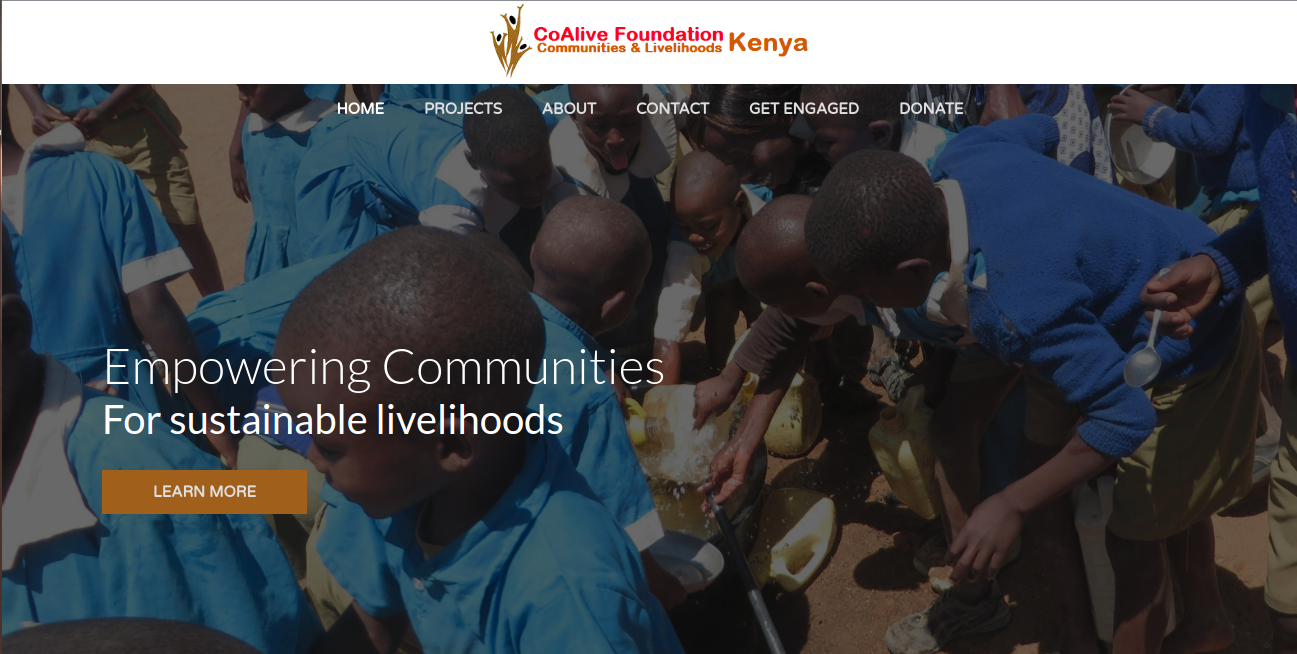 CoAlive Foundation
Communities & Livelihoods
Kenya
HOME PROJECTS ABOUT CONTACT GET ENGAGED DONATE
Empowering Communities
For sustainable livelihoods
LEARN MORE